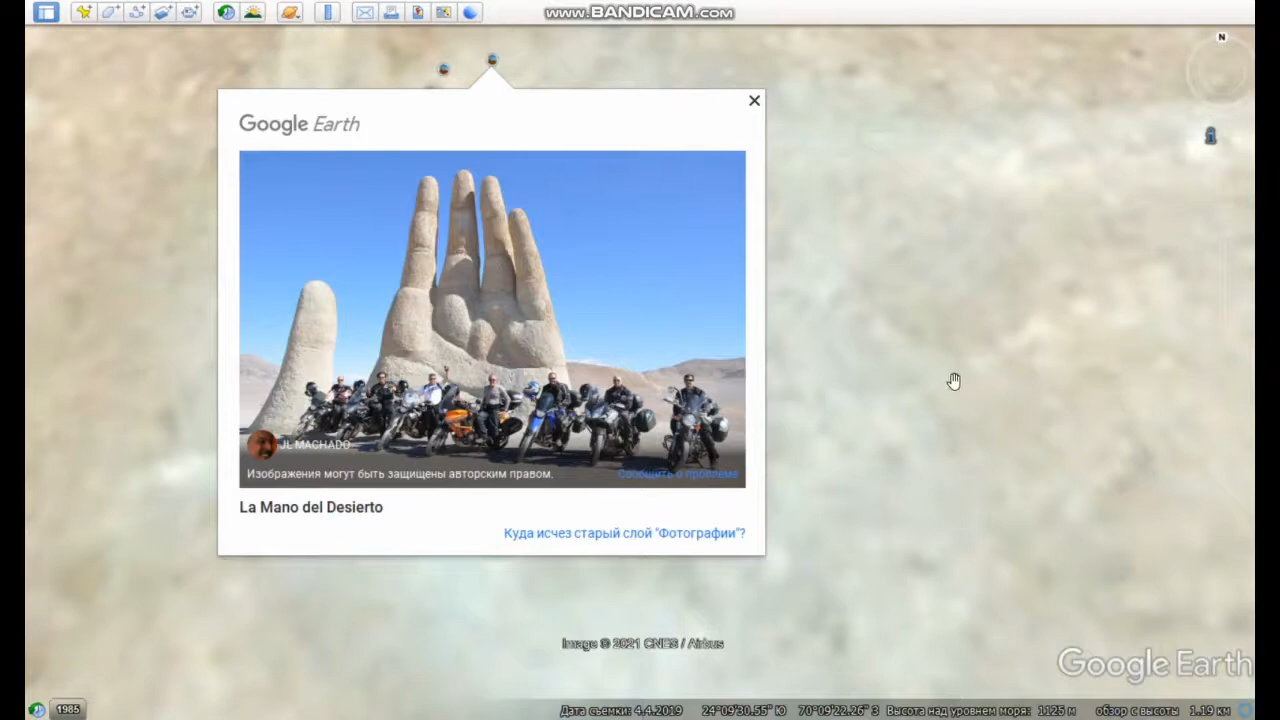 www.BANDICAM.com
N
Google Earth
JL MACHADO
Изображения могут быть защищены авторским правом.
Сообщить о проблеме
La Mano del Desierto
Куда исчез старый слой "Фотографии"?
Image © 2021 CNES / Airbus
Google Earth
1985
Дата съемки: 4.4.2019 24°09'30.55" Ю 70°09'22.26" З Высота над уровнем моря: 1125 м обзор с высоты 1.19 км